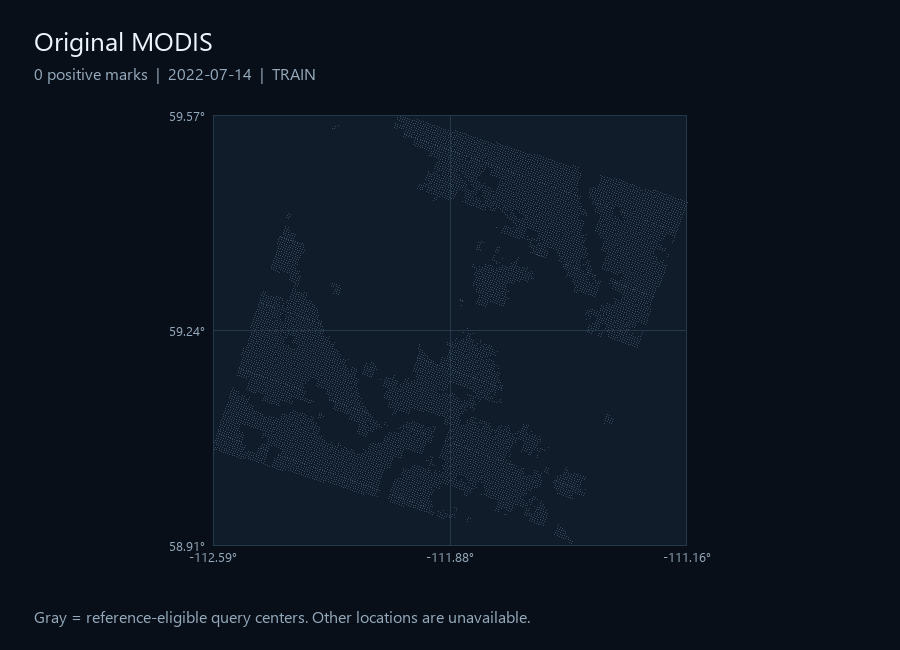 Original MODIS
0 positive marks | 2022-07-14 | TRAIN
59.57°
59.24°
58.91°
-112.59°
-111.88°
-111.16°
Gray = reference-eligible query centers. Other locations are unavailable.